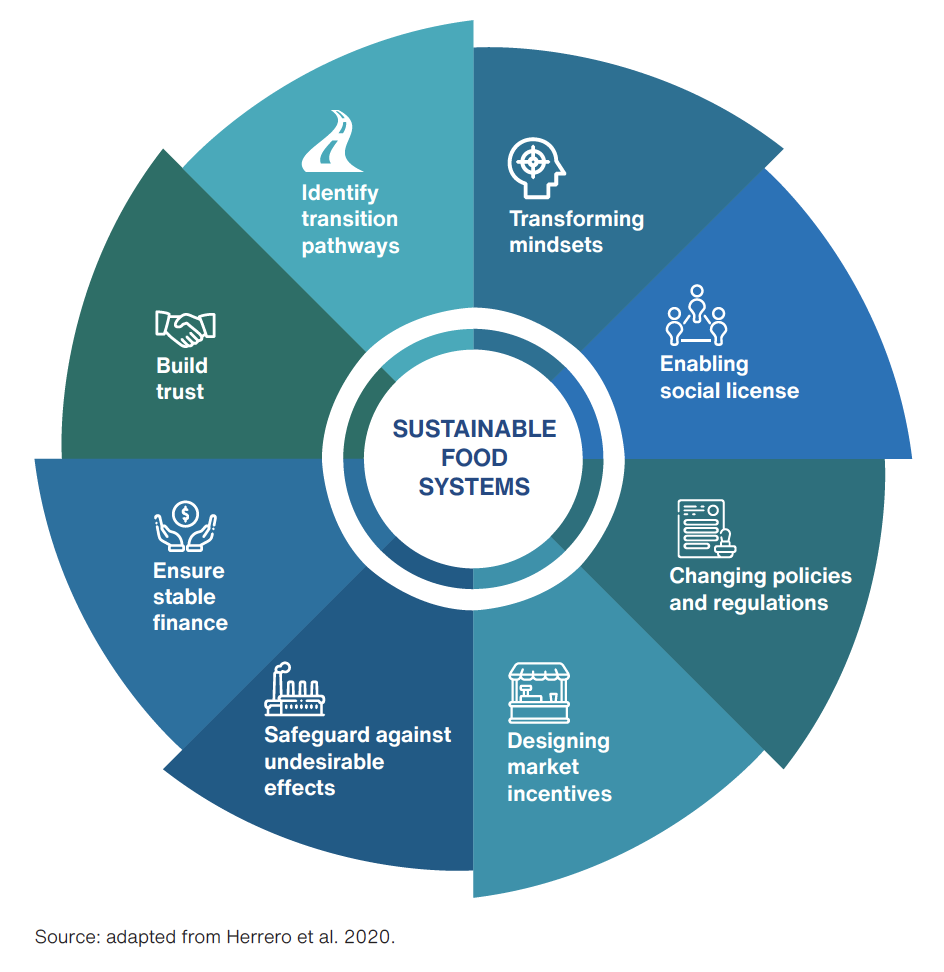 Identify
transition
pathways
Transforming
mindsets
Enabling
social license
Build
trust
SUSTAINABLE
FOOD
SYSTEMS
$
Ensure
stable
finance
Changing policies
and regulations
Safeguard against
undesirable
effects
Designing
market
incentives
Source: adapted from Herrero et al. 2020.